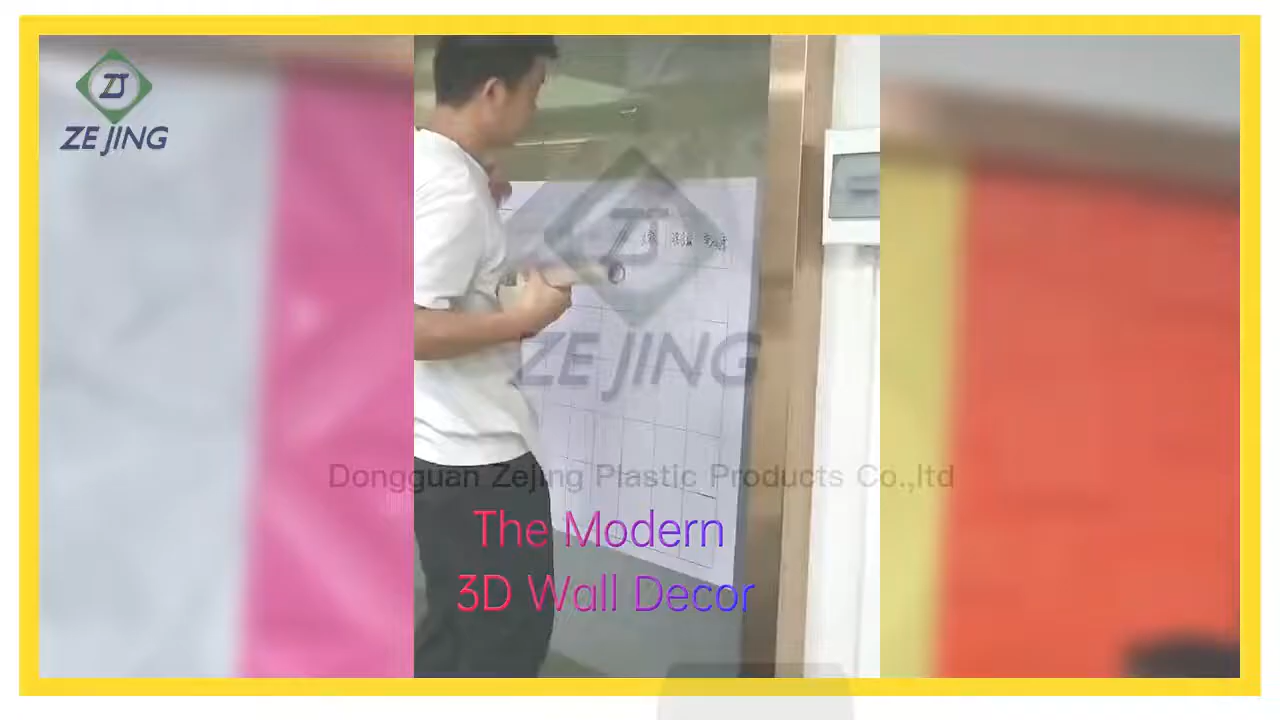 ZJ
ZE JING
ZJ
ZE JING
Dongguan Zejing Plastic Products Co.,ltd
The Modern
3D Wall Decor